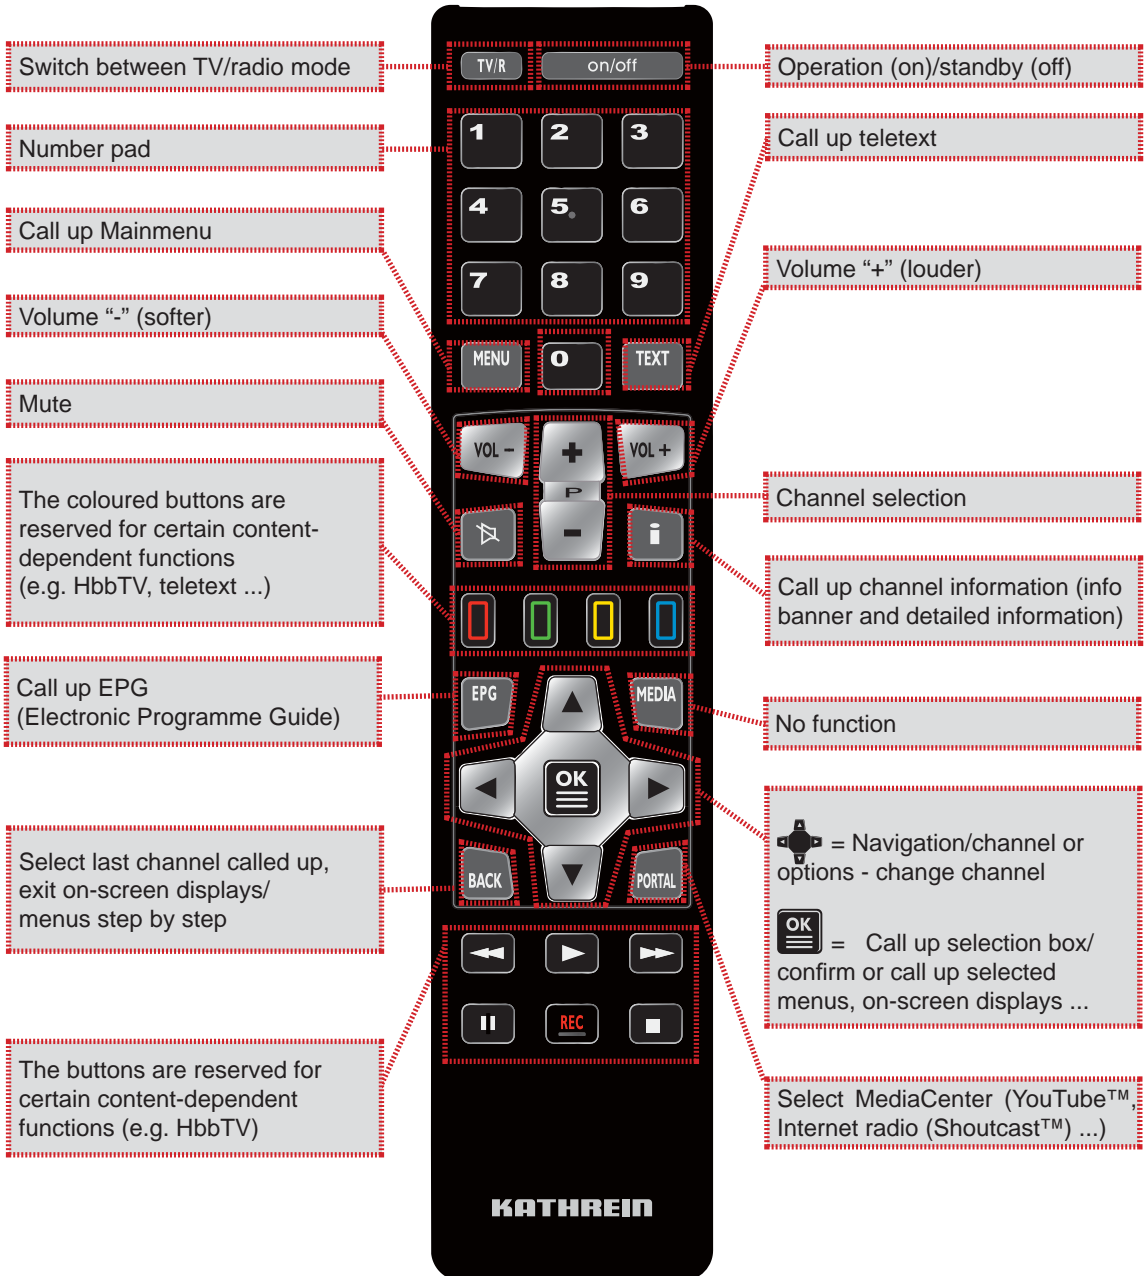 Switch between TV/radio mode
Number pad
Call up Mainmenu
Volume “-” (softer)
Mute
The coloured buttons are
reserved for certain content-
dependent functions
(e.g. HbbTV, teletext ...)
Call up EPG
(Electronic Programme Guide)
Select last channel called up,
exit on-screen displays/
menus step by step
The buttons are reserved for
certain content-dependent
functions (e.g. HbbTV)
TV/R on/off
1 2 3
4 5 6
7 8 9
MENU 0 TEXT
VOL - + VOL +
P
- i
EPG MEDIA
OK
BACK PORTAL
REC
KATHREIN
Operation (on)/standby (off)
Call up teletext
Volume “+” (louder)
Channel selection
Call up channel information (info
banner and detailed information)
No function
= Navigation/channel or
options - change channel
OK = Call up selection box/
confirm or call up selected
menus, on-screen displays ...
Select MediaCenter (YouTube™,
Internet radio (Shoutcast™) ...)